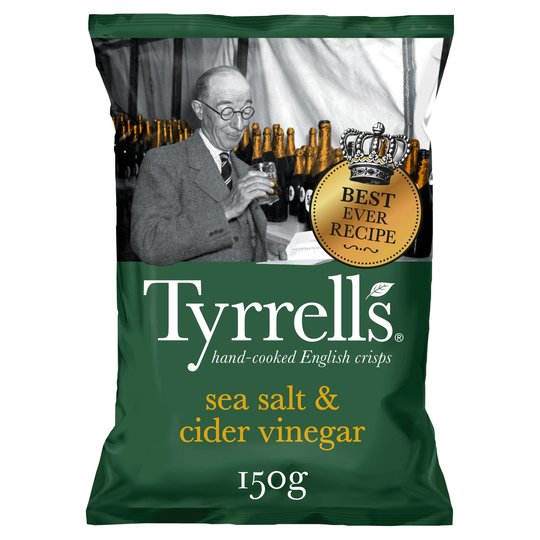 BEST
EVER
RECIPE
Tyrrells®
hand-cooked English crisps
sea salt &
cider vinegar
150g